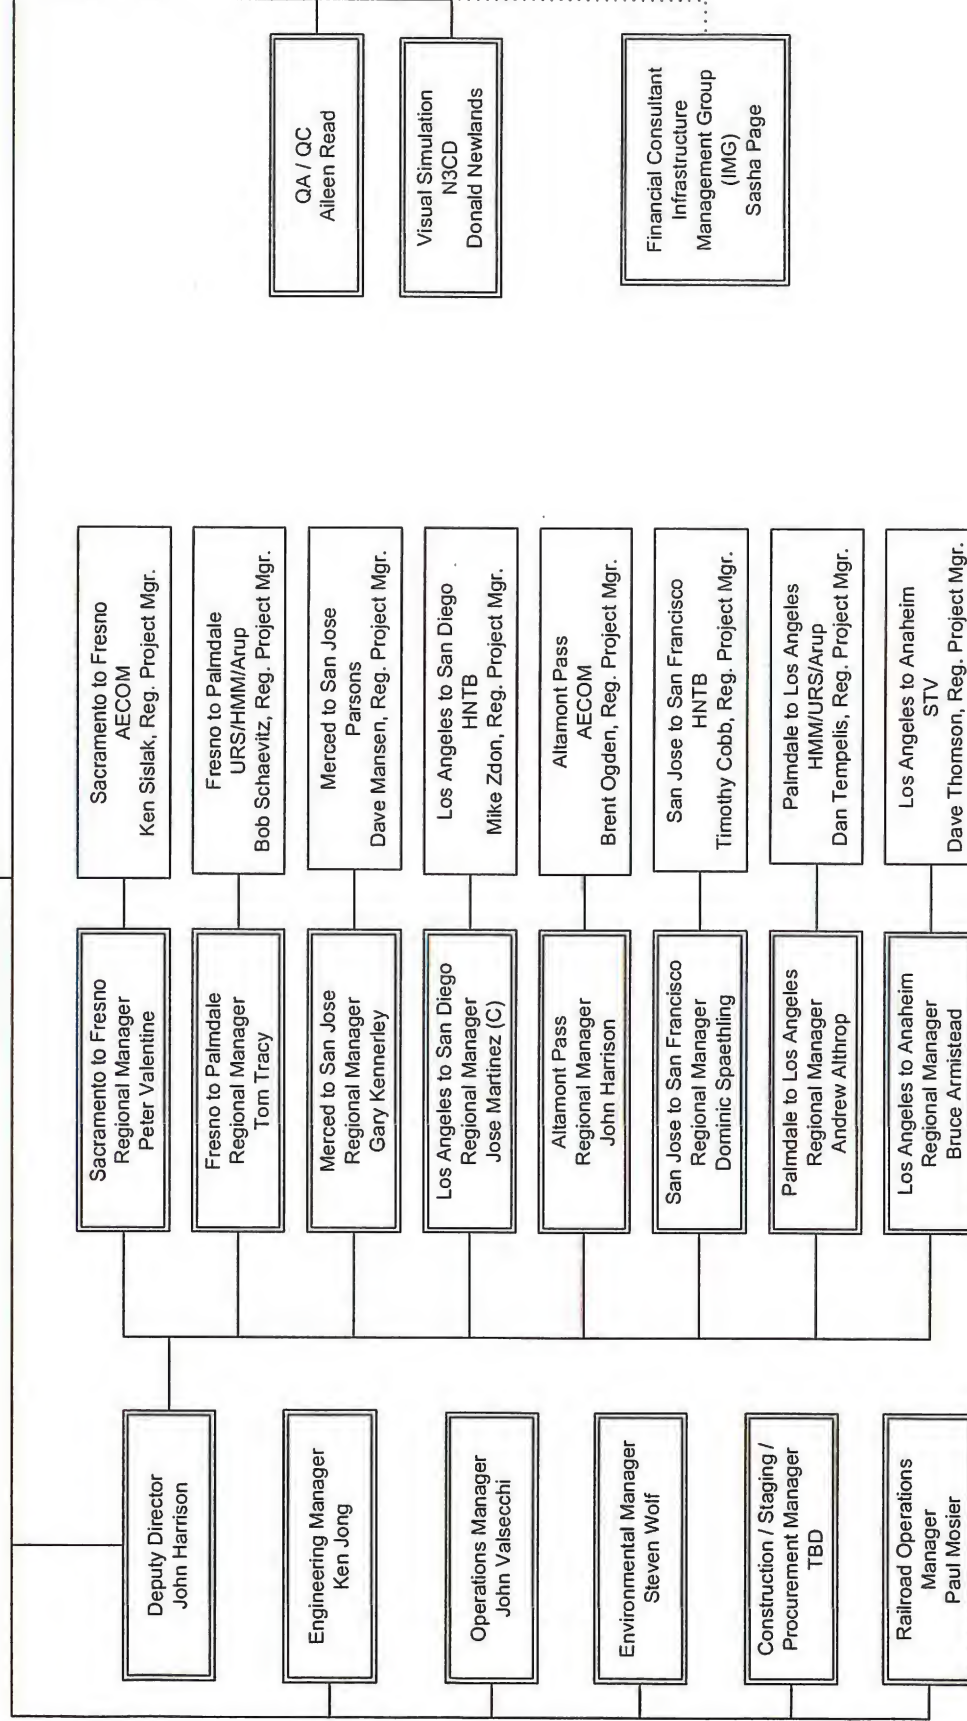 Deputy Director
John Harrison
Engineering Manager
Ken Jong
Operations Manager
John Valsecchi
Environmental Manager
Steven Wolf
Construction / Staging /
Procurement Manager
TBD
Railroad Operations
Manager
Paul Mosier
Sacramento to Fresno
Regional Manager
Peter Valentine
Fresno to Palmdale
Regional Manager
Tom Tracy
Merced to San Jose
Regional Manager
Gary Kennerley
Los Angeles to San Diego
Regional Manager
Jose Martinez (C)
Altamont Pass
Regional Manager
John Harrison
San Jose to San Francisco
Regional Manager
Dominic Spaethling
Palmdale to Los Angeles
Regional Manager
Andrew Althrop
Los Angeles to Anaheim
Regional Manager
Bruce Armistead
Sacramento to Fresno
AECOM
Ken Sislak, Reg. Project Mgr.
Fresno to Palmdale
URS/HMM/Arup
Bob Schaevitz, Reg. Project Mgr.
Merced to San Jose
Parsons
Dave Mansen, Reg. Project Mgr.
Los Angeles to San Diego
HNTB
Mike Zdon, Reg. Project Mgr.
Altamont Pass
AECOM
Brent Ogden, Reg. Project Mgr.
San Jose to San Francisco
HNTB
Timothy Cobb, Reg. Project Mgr.
Palmdale to Los Angeles
HMM/URS/Arup
Dan Tempelis, Reg. Project Mgr.
Los Angeles to Anaheim
STV
Dave Thomson, Reg. Project Mgr.
QA / QC
Aileen Read
Visual Simulation
N3CD
Donald Newlands
Financial Consultant
Infrastructure
Management Group
(IMG)
Sasha Page